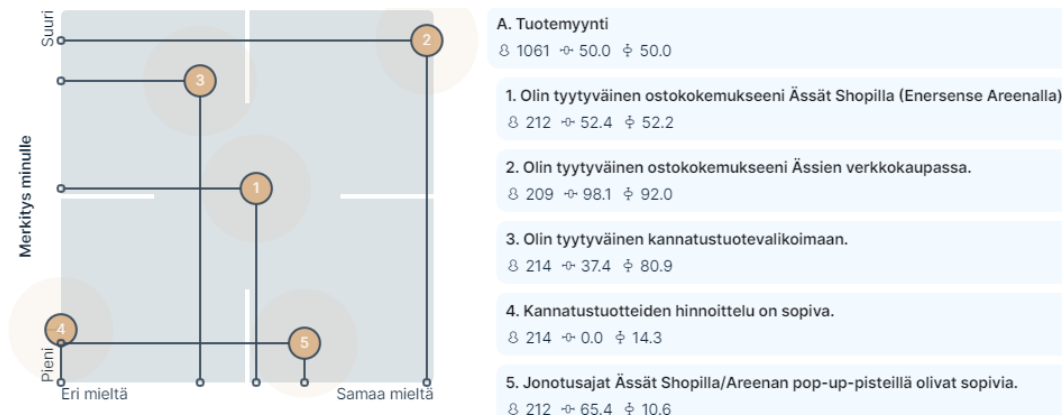 Suuri
Merkitys minulle
Pieni
2
3
1
4
5
Eri mieltä
Samaa mieltä
A. Tuotemyynti
1061 50.0 50.0
1. Olin tyytyväinen ostokokemukseeni Ässät Shopilla (Enersense Areenalla)
212 52.4 52.2
2. Olin tyytyväinen ostokokemukseeni Ässien verkkokaupassa.
209 98.1 92.0
3. Olin tyytyväinen kannatustuotevalikoimaan.
214 37.4 80.9
4. Kannatustuotteiden hinnoittelu on sopiva.
214 0.0 14.3
5. Jonotusajat Ässät Shopilla/Areenan pop-up-pisteillä olivat sopivia.
212 65.4 10.6